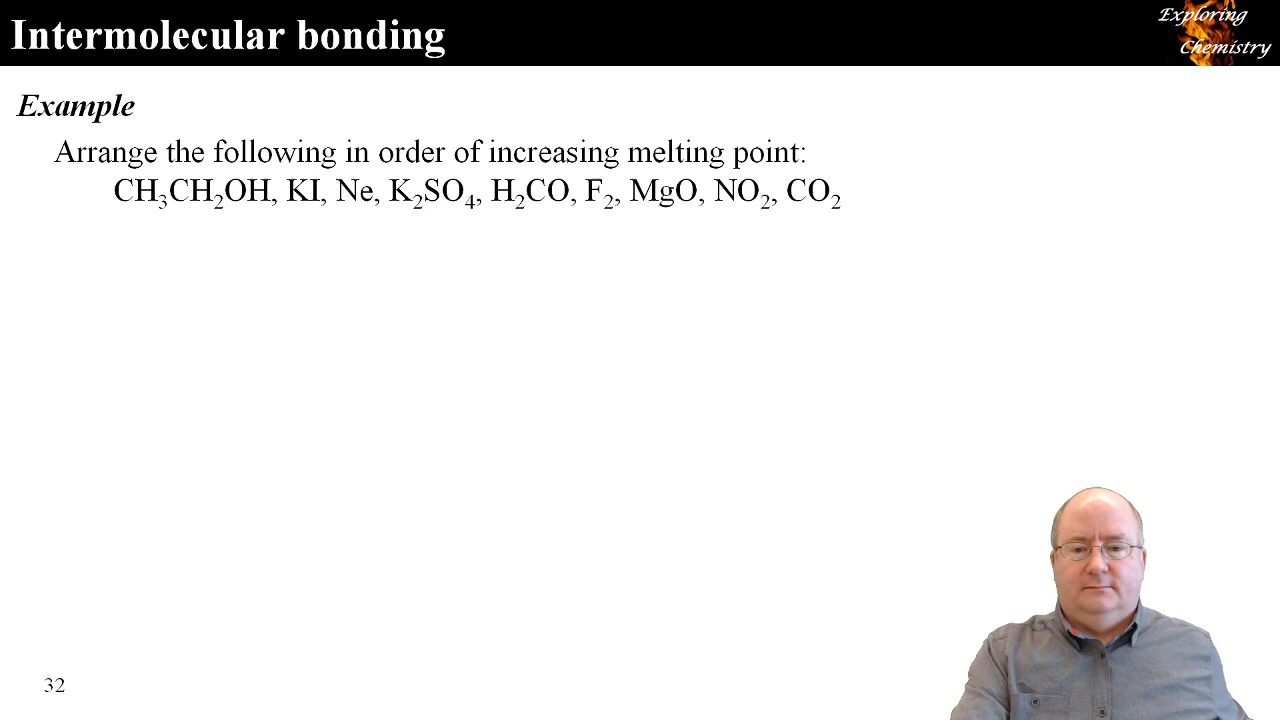 Intermolecular bonding
Exploring
Chemistry
Example
Arrange the following in order of increasing melting point:
CH₃CH₂OH, KI, Ne, K₂SO₄, H₂CO, F₂, MgO, NO₂, CO₂
32